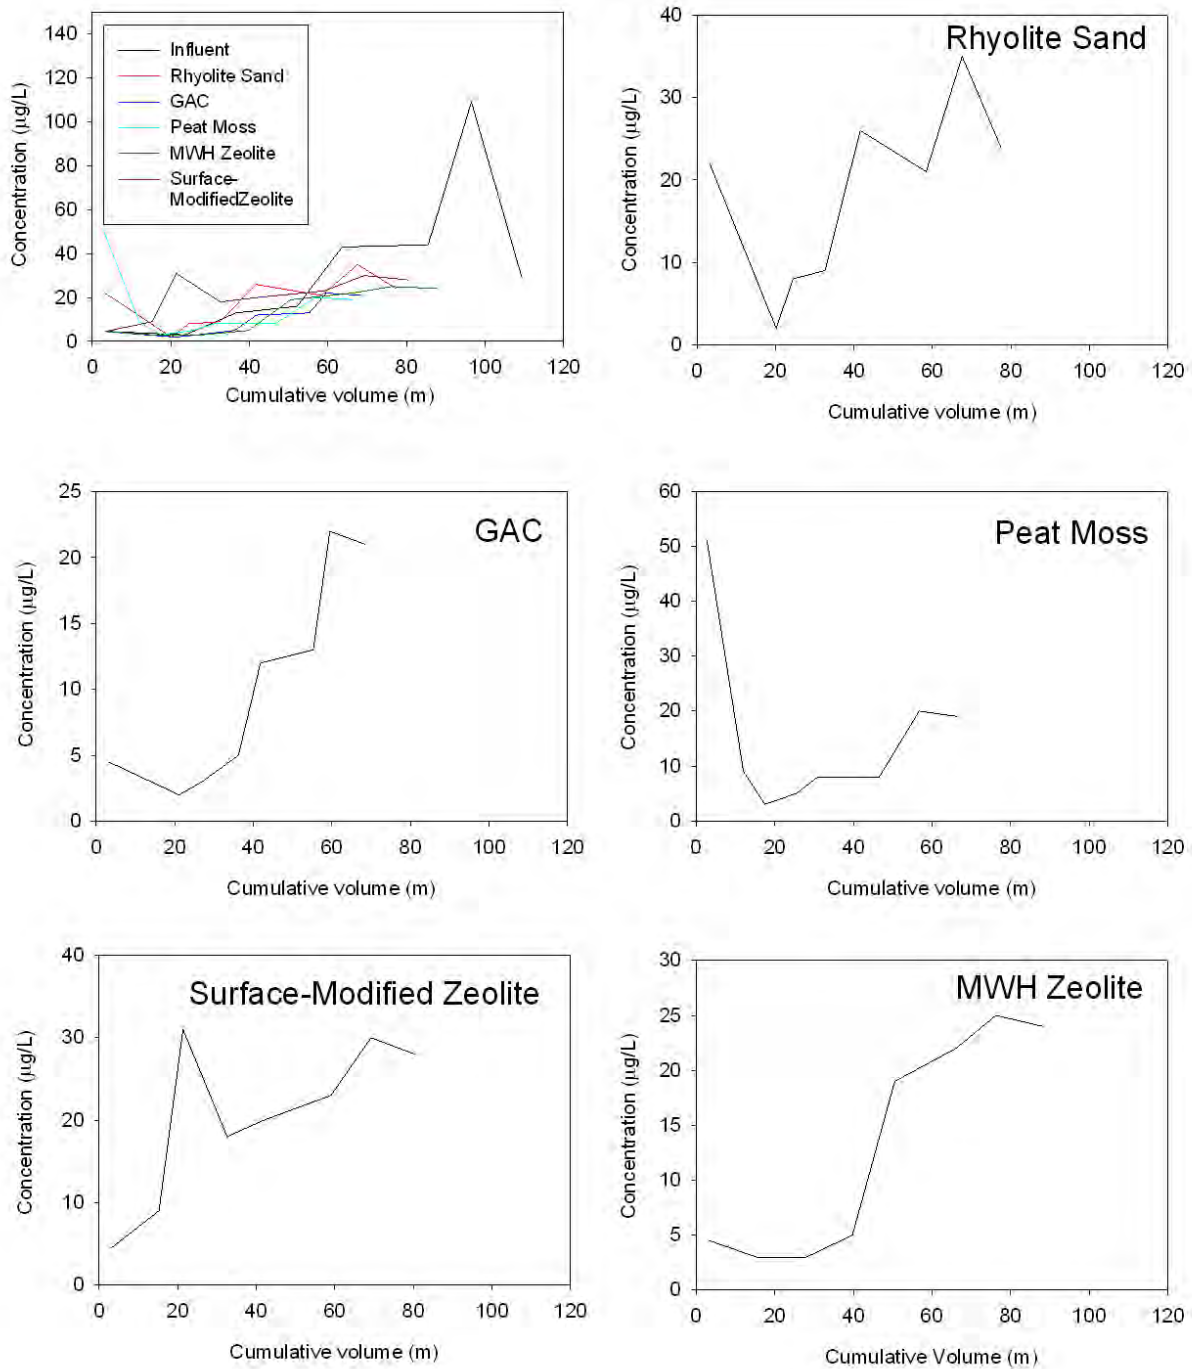 Concentration (µg/L)
140
120
100
80
60
40
20
0
Influent
Rhyolite Sand
GAC
Peat Moss
MWH Zeolite
Surface-
ModifiedZeolite
0 20 40 60 80 100 120
Cumulative volume (m)
Rhyolite Sand
Concentration (µg/L)
40
30
20
10
0
0 20 40 60 80 100 120
Cumulative volume (m)
GAC
Concentration (µg/L)
25
20
15
10
5
0
0 20 40 60 80 100 120
Cumulative volume (m)
Peat Moss
Concentration (µg/L)
60
50
40
30
20
10
0
0 20 40 60 80 100 120
Cumulative volume (m)
Surface-Modified Zeolite
Concentration (µg/L)
40
30
20
10
0
0 20 40 60 80 100 120
Cumulative volume (m)
MWH Zeolite
Concentration (µg/L)
30
25
20
15
10
5
0
0 20 40 60 80 100 120
Cumulative Volume (m)